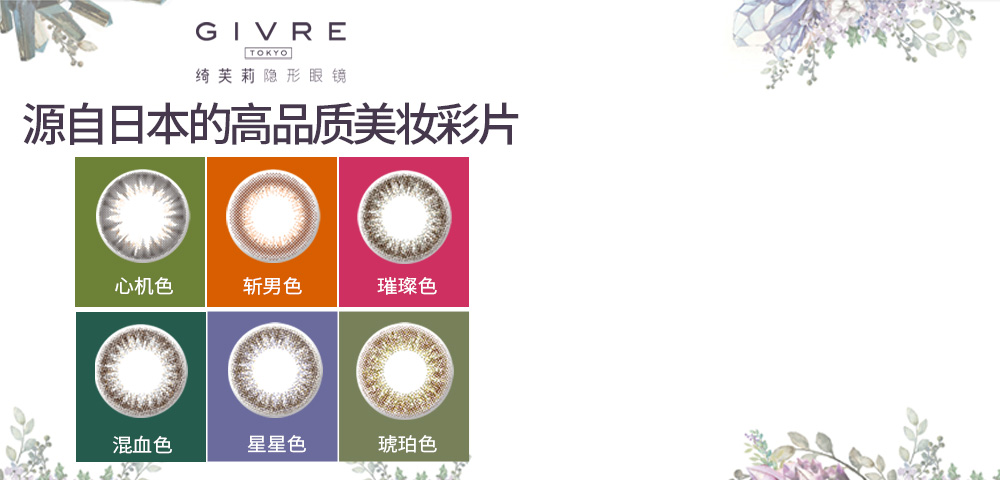 GIVRE
TOKYO
绮芙莉隐形眼镜
源自日本的高品质美妆彩片
心机色
斩男色
璀璨色
混血色
星星色
琥珀色